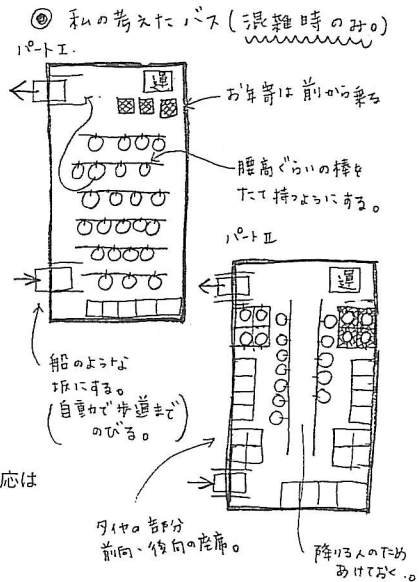 ◎ 私の考えたバス(混雑時のみ。)
パートⅠ.
運
お年寄は前から乗る
腰高ぐらいの棒を
たて持つようにする。
パートⅡ
運
船のような
板にする。
(自動で歩道まで
のびる。)
応は
タイヤの部分
前向、後向の座席。
降りる人のため
あけておく。